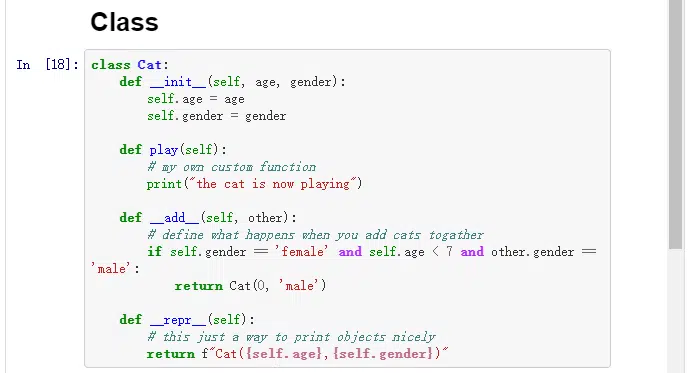 Class
In [18]:
class Cat:
    def __init__(self, age, gender):
        self.age = age
        self.gender = gender
    def play(self):
        # my own custom function
        print("the cat is now playing")
    def __add__(self, other):
        # define what happens when you add cats togather
        if self.gender == 'female' and self.age < 7 and other.gender ==
'male':
            return Cat(0, 'male')
    def __repr__(self):
        # this just a way to print objects nicely
        return f"Cat({self.age},{self.gender})"